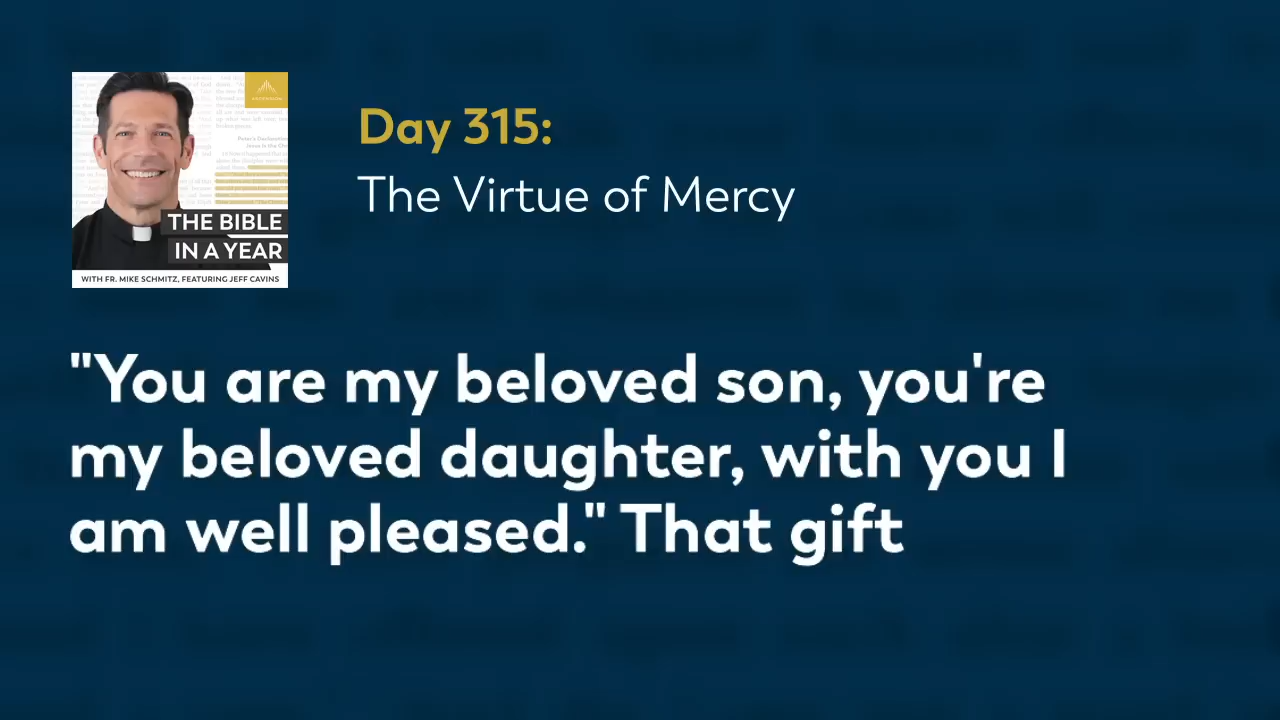 Day 315:
The Virtue of Mercy
ASCENSION
THE BIBLE
IN A YEAR
WITH FR. MIKE SCHMITZ, FEATURING JEFF CAVINS
"You are my beloved son, you're
my beloved daughter, with you I
am well pleased." That gift